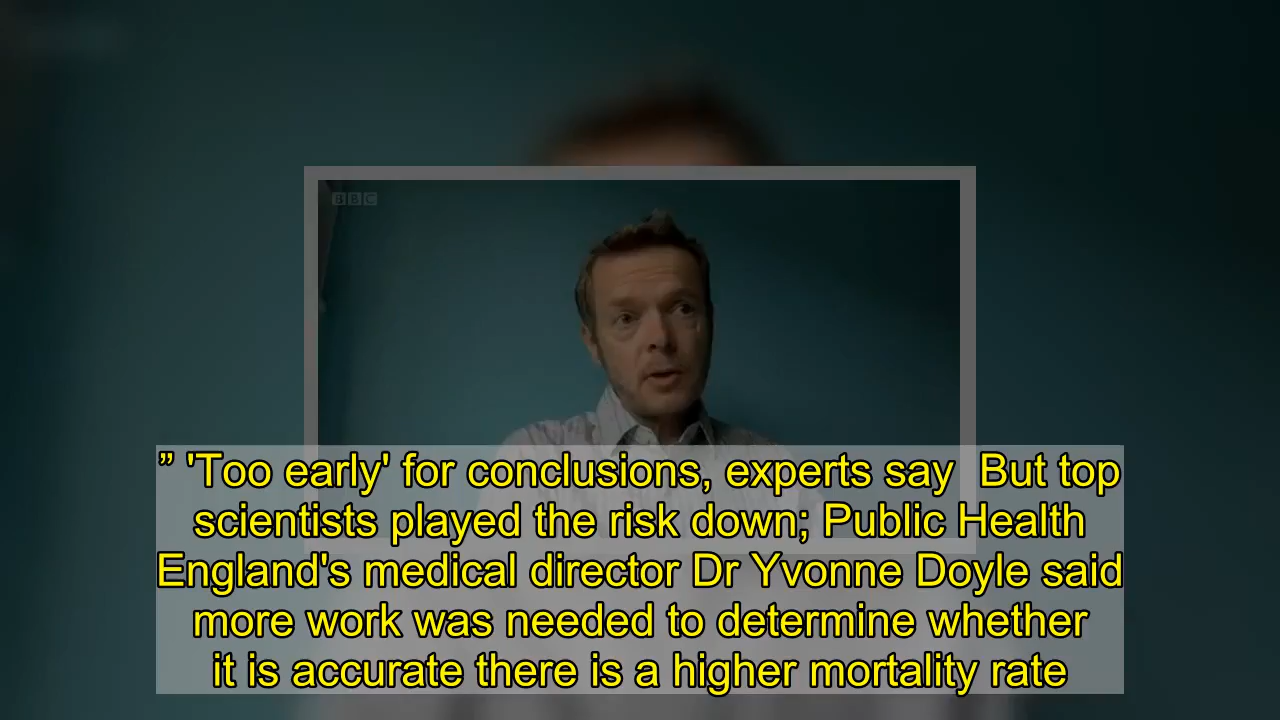 BBC
” 'Too early' for conclusions, experts say  But top
scientists played the risk down; Public Health
England's medical director Dr Yvonne Doyle said
more work was needed to determine whether
it is accurate there is a higher mortality rate